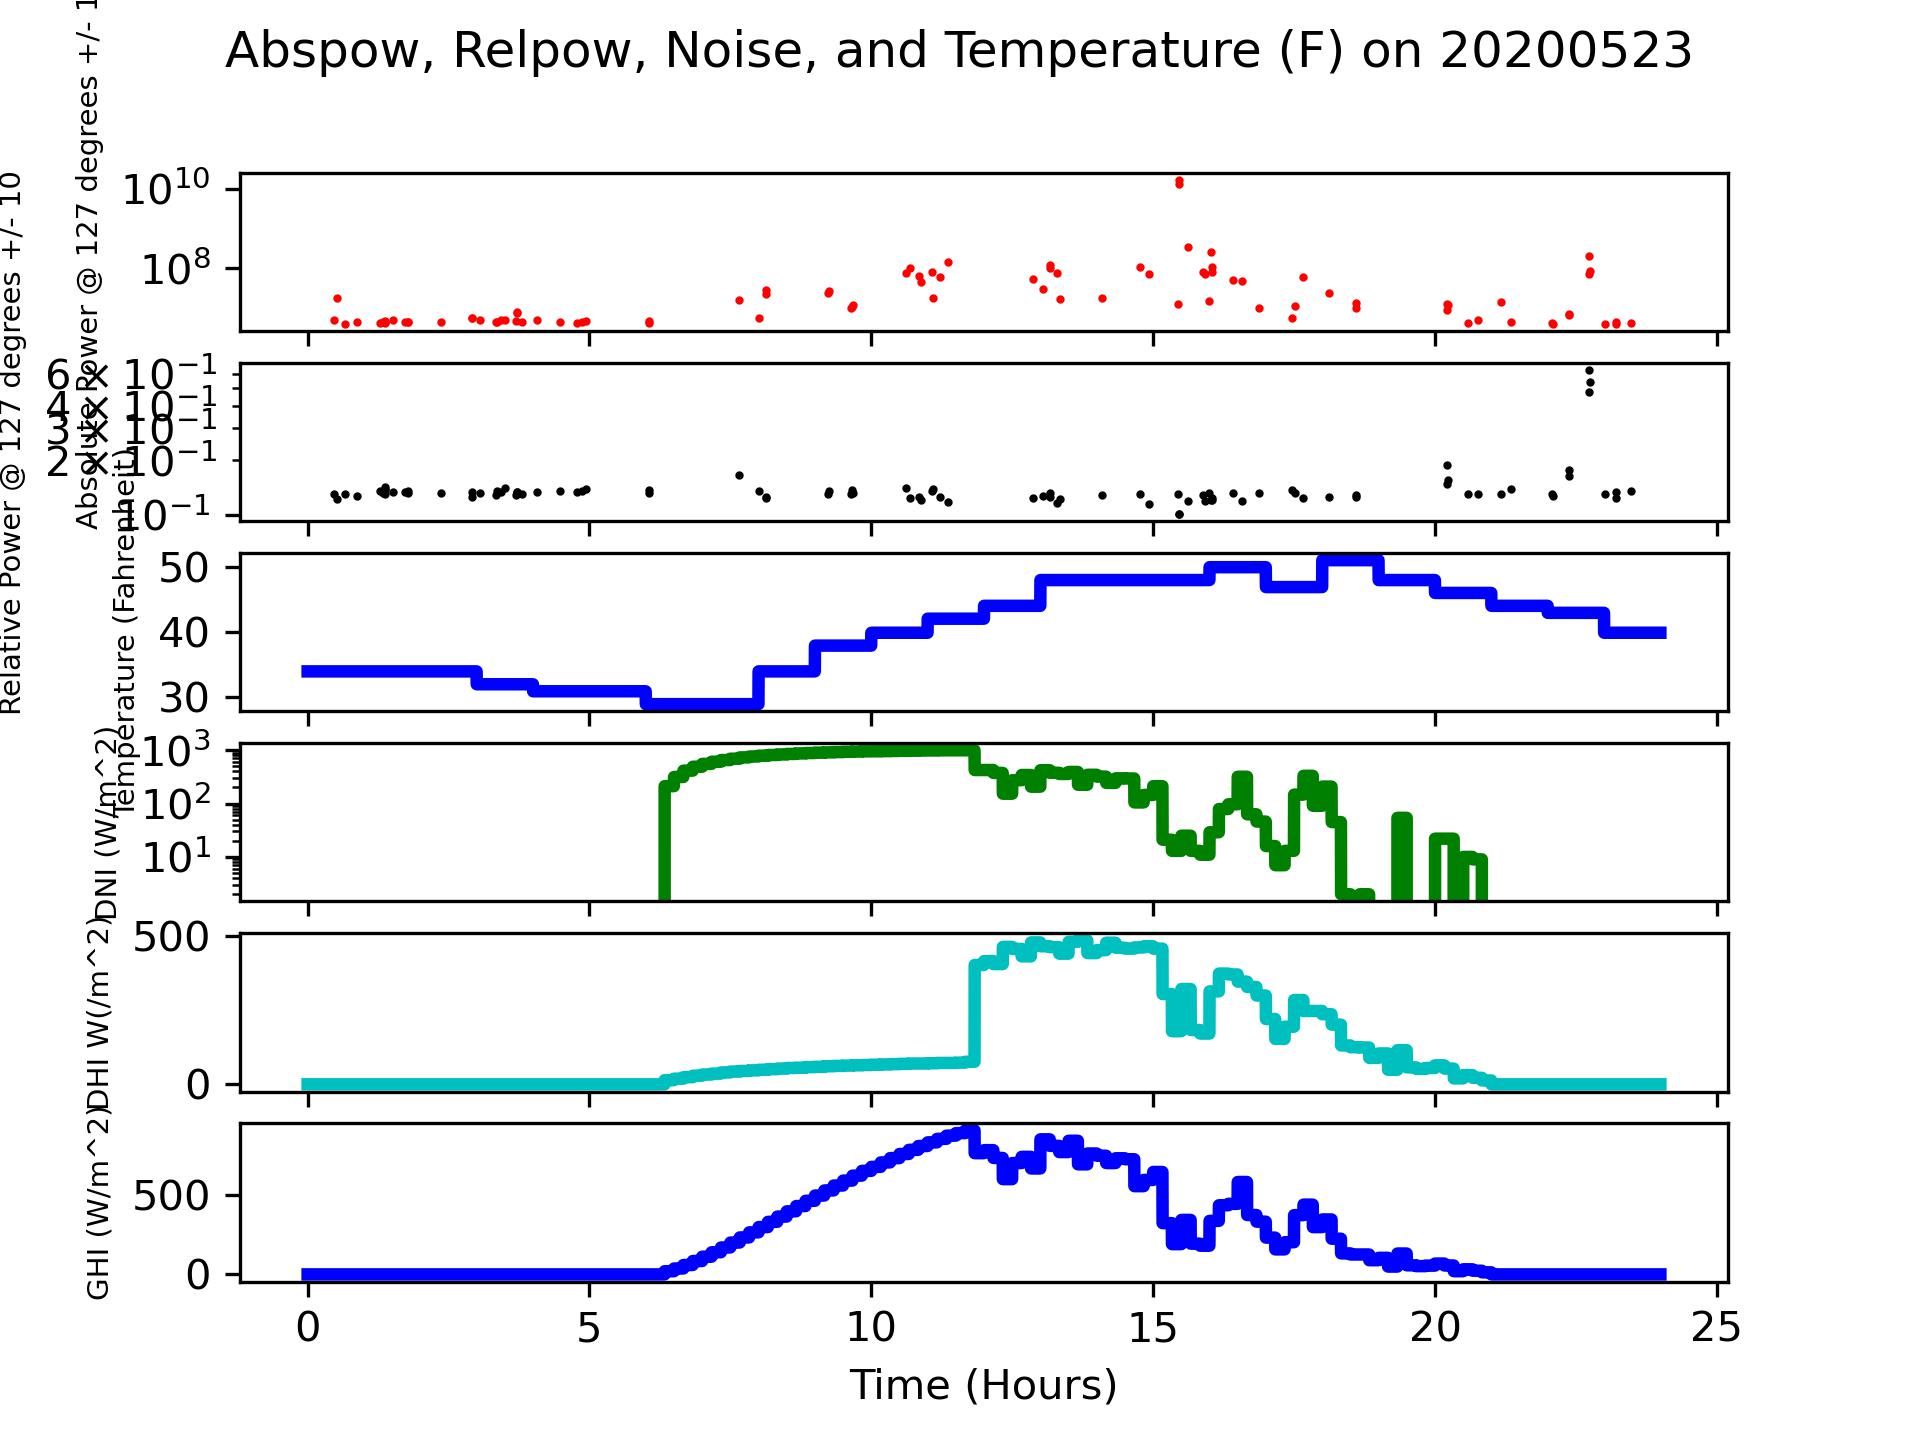 Abspow, Relpow, Noise, and Temperature (F) on 20200523
Absolute Power @ 127 degrees +/- 1
10^10
10^8
Relative Power @ 127 degrees +/- 10
6 × 10^−1
4 × 10^−1
3 × 10^−1
2 × 10^−1
10^−1
Temperature (Fahrenheit)
50
40
30
DNI (W/m^2)
10^3
10^2
10^1
DHI W(/m^2)
500
0
GHI (W/m^2)
500
0
0 5 10 15 20 25
Time (Hours)